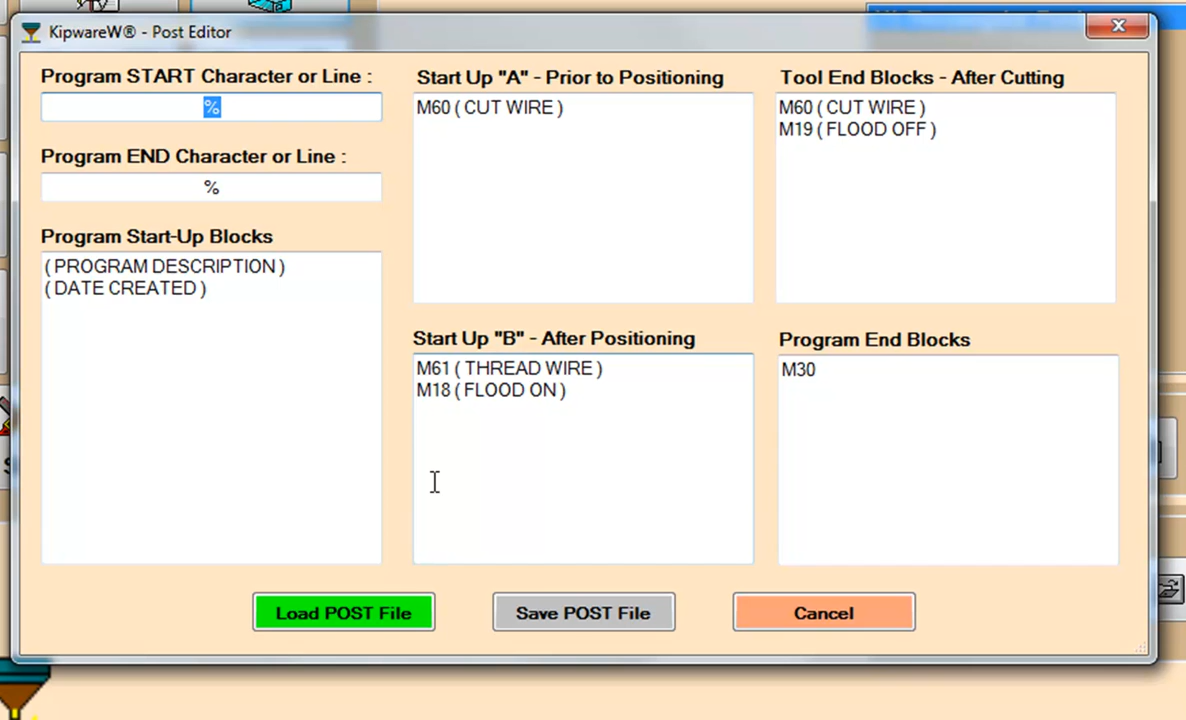 KipwareW® - Post Editor
Program START Character or Line :
%
Program END Character or Line :
%
Program Start-Up Blocks
( PROGRAM DESCRIPTION )
( DATE CREATED )
Start Up "A" - Prior to Positioning
M60 ( CUT WIRE )
Start Up "B" - After Positioning
M61 ( THREAD WIRE )
M18 ( FLOOD ON )
Tool End Blocks - After Cutting
M60 ( CUT WIRE )
M19 ( FLOOD OFF )
Program End Blocks
M30
Load POST File
Save POST File
Cancel